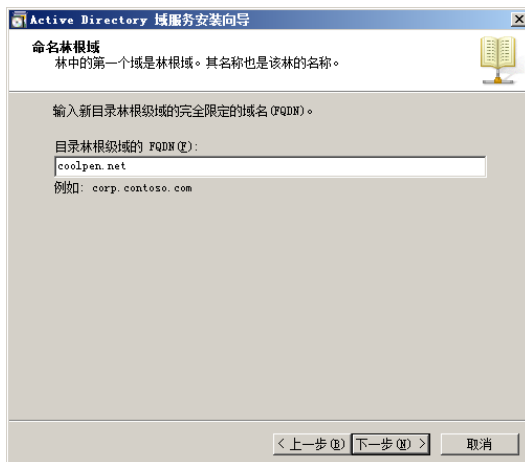 Active Directory 域服务安装向导
命名林根域
林中的第一个域是林根域。其名称也是该林的名称。
输入新目录林根级域的完全限定的域名(FQDN)。
目录林根级域的 FQDN(F):
coolpen.net
例如: corp.contoso.com
< 上一步(B) 下一步(N) > 取消